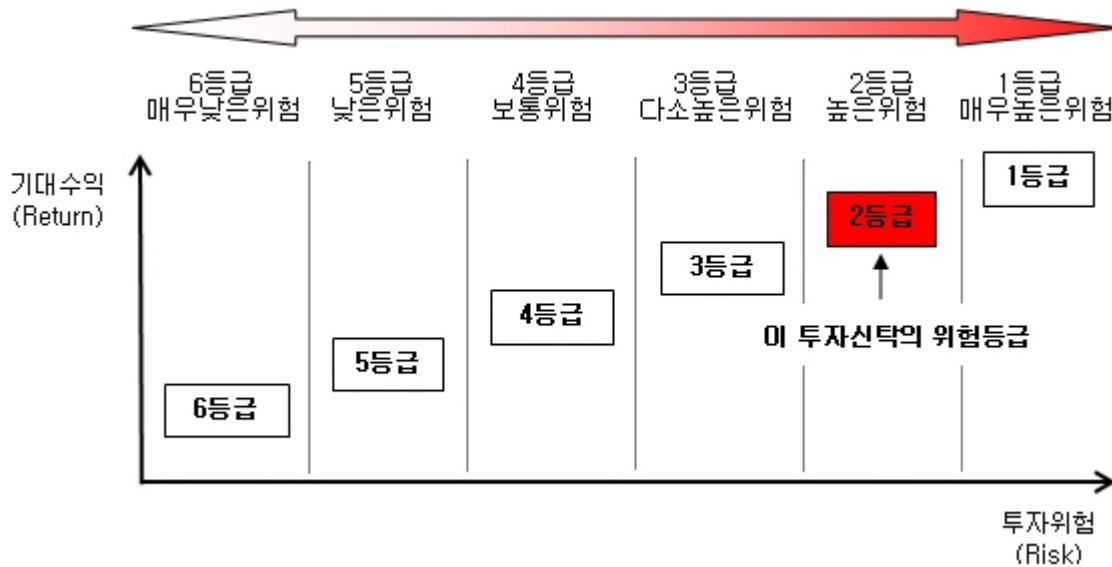 6등급
매우낮은위험
5등급
낮은위험
4등급
보통위험
3등급
다소높은위험
2등급
높은위험
1등급
매우높은위험
기대수익
(Return)
1등급
2등급
3등급
4등급
이 투자신탁의 위험등급
5등급
6등급
투자위험
(Risk)